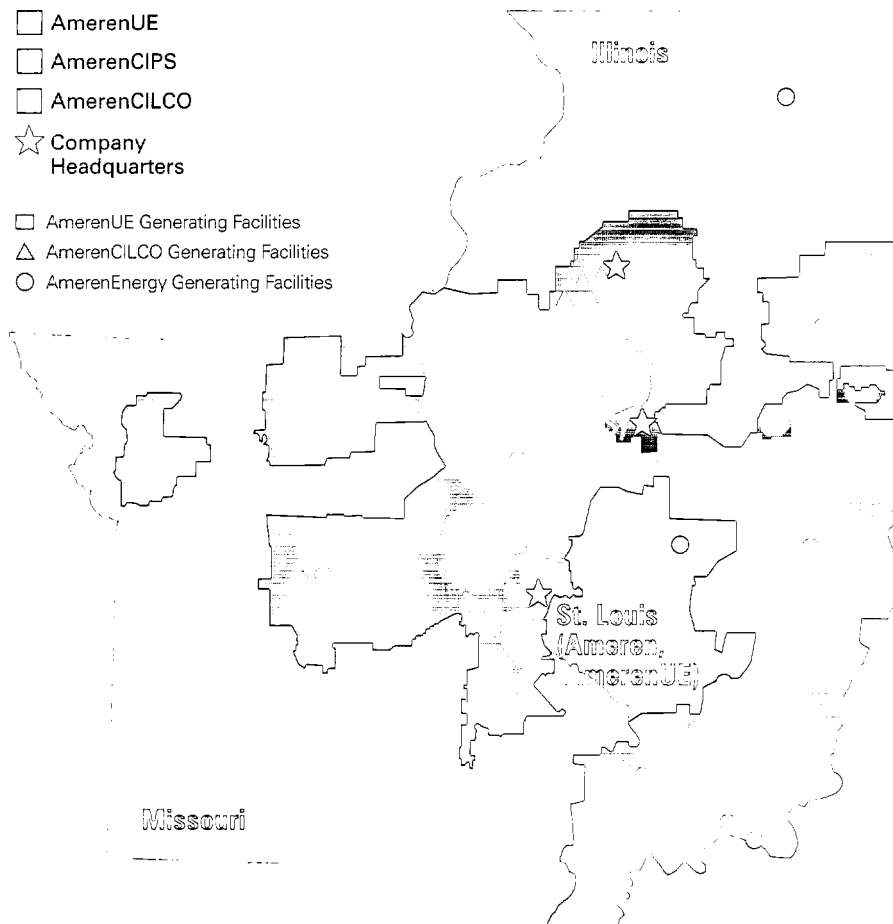 AmerenUE
AmerenCIPS
AmerenCILCO
Company
Headquarters
AmerenUE Generating Facilities
AmerenCILCO Generating Facilities
AmerenEnergy Generating Facilities
Illinois
St. Louis
(Ameren,
AmerenUE)
Missouri